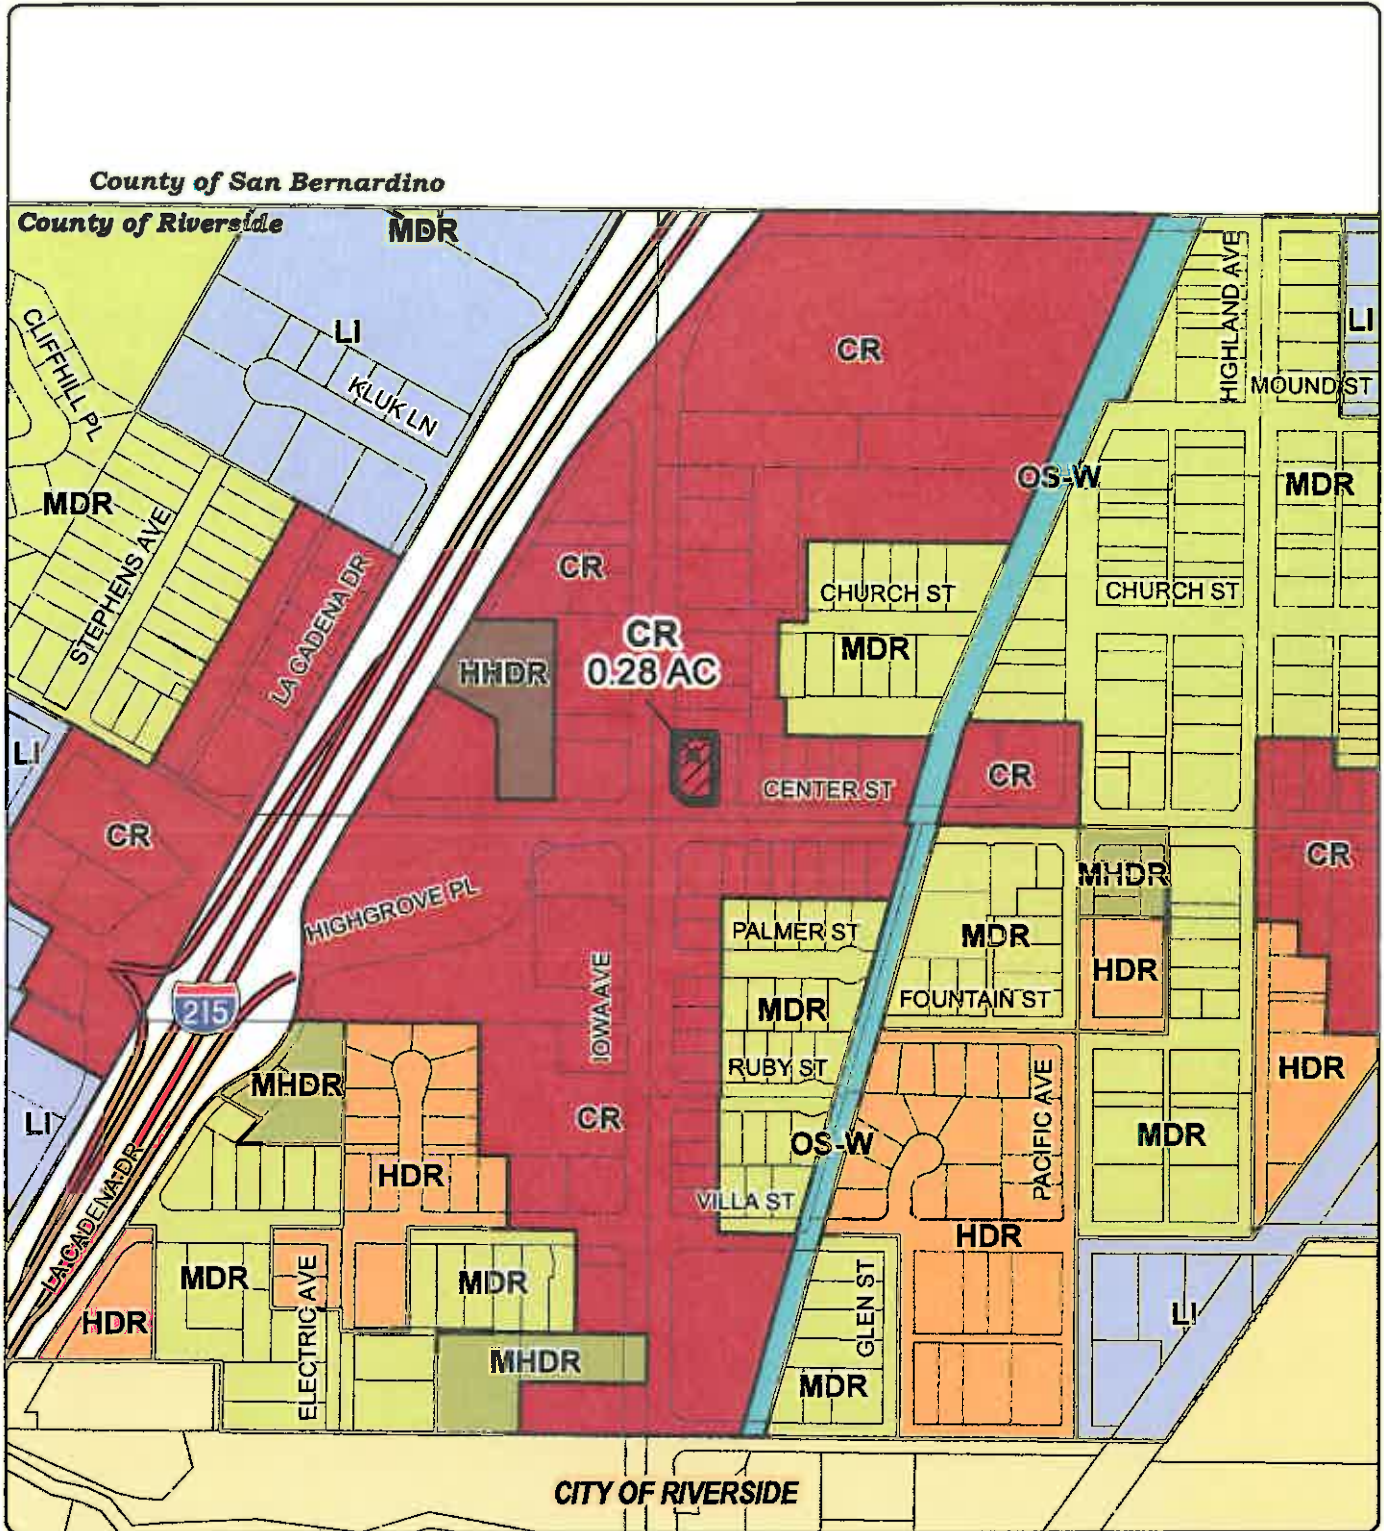 County of San Bernardino
County of Riverside
MDR
HIGHLAND AVE
LI
LI
CLIFFHILL PL
KLUK LN
CR
MOUND ST
MDR
STEPHENS AVE
OS-W
MDR
LA CADENA DR
CR
CHURCH ST
CHURCH ST
CR
0.28 AC
MDR
HHDR
LI
CR
CENTER ST
CR
CR
MHDR
HIGHGROVE PL
PALMER ST
MDR
HDR
IOWA AVE
MDR
FOUNTAIN ST
215
RUBY ST
HDR
MHDR
PACIFIC AVE
LI
CR
OS-W
MDR
HDR
LA CADENA DR
VILLA ST
HDR
MDR
ELECTRIC AVE
MDR
GLEN ST
HDR
LI
MHDR
MDR
CITY OF RIVERSIDE